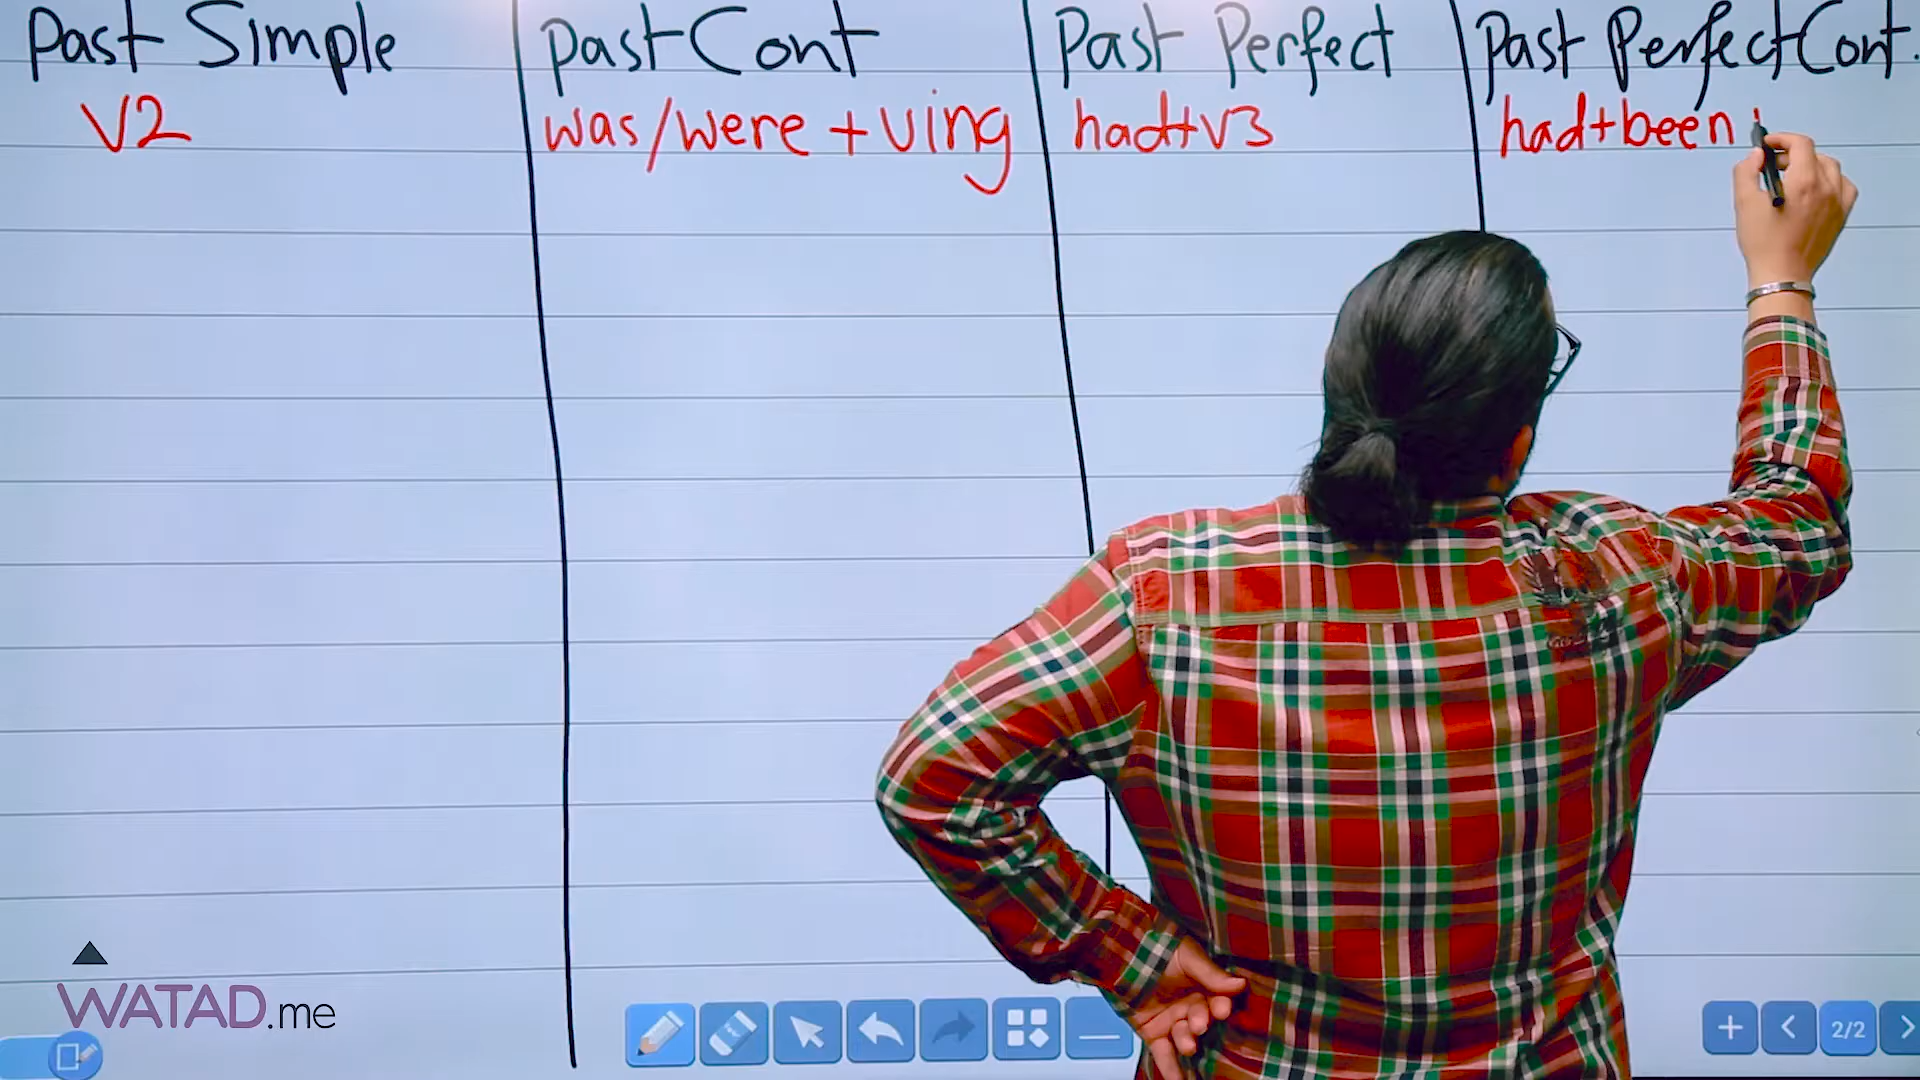 Past Simple
Past Cont
Past Perfect
Past Perfect Cont.
V2
was/were + Ving
had+V3
had+been
WATAD.me
2/2